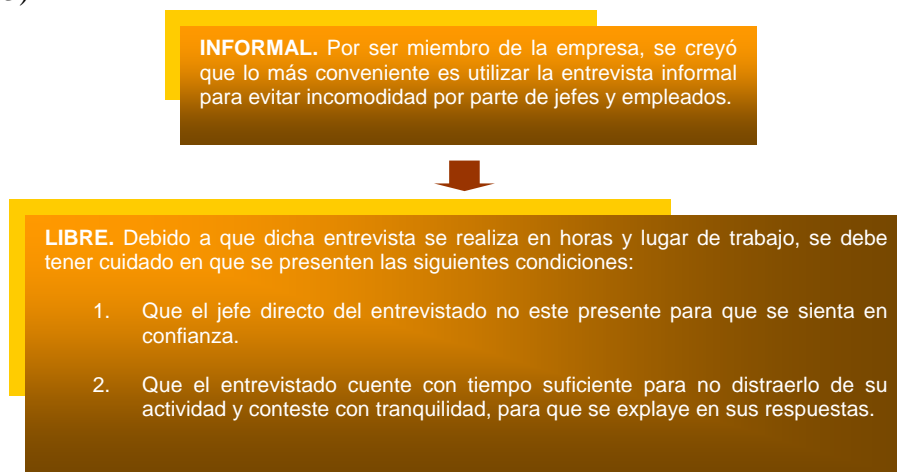 INFORMAL. Por ser miembro de la empresa, se creyó
que lo más conveniente es utilizar la entrevista informal
para evitar incomodidad por parte de jefes y empleados.
LIBRE. Debido a que dicha entrevista se realiza en horas y lugar de trabajo, se debe
tener cuidado en que se presenten las siguientes condiciones:
1. Que el jefe directo del entrevistado no este presente para que se sienta en
confianza.
2. Que el entrevistado cuente con tiempo suficiente para no distraerlo de su
actividad y conteste con tranquilidad, para que se explaye en sus respuestas.